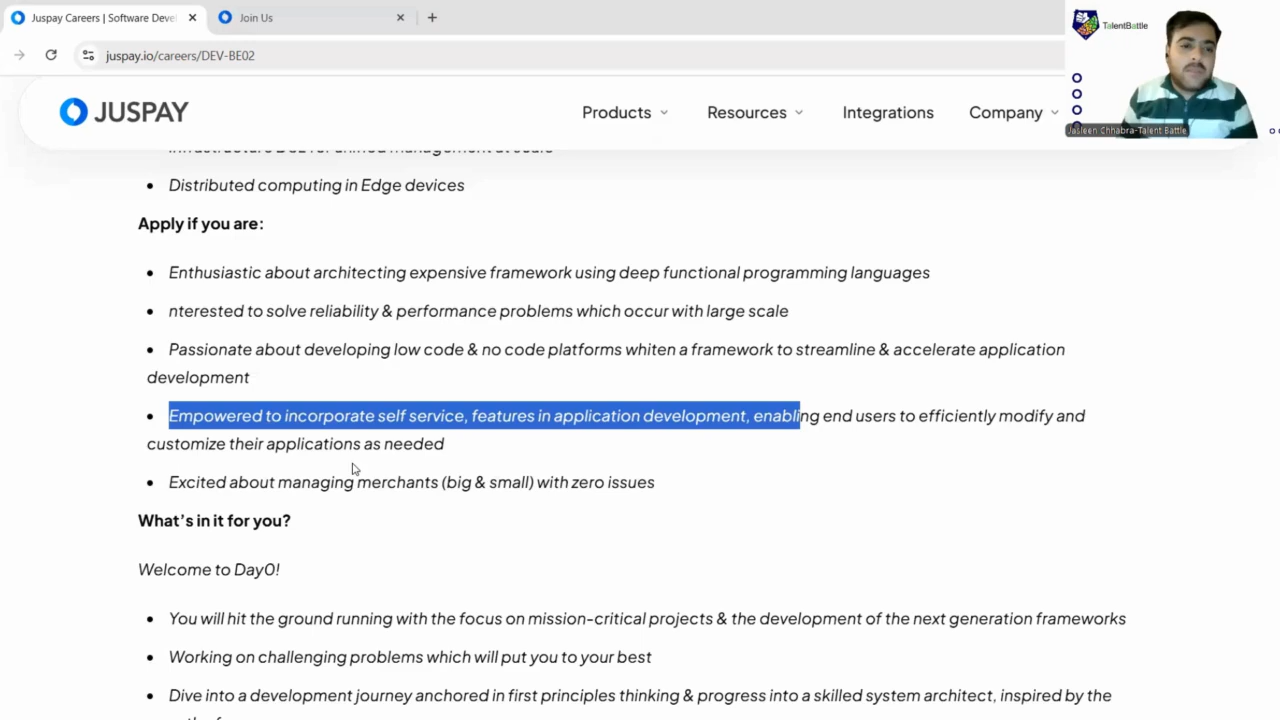 Juspay Careers | Software Devel
Join Us
juspay.io/careers/DEV-BE02
TalentBattle
JUSPAY
Products
Resources
Integrations
Company
Jasleen Chhabra-Talent Battle
Distributed computing in Edge devices
Apply if you are:
Enthusiastic about architecting expensive framework using deep functional programming languages
nterested to solve reliability & performance problems which occur with large scale
Passionate about developing low code & no code platforms whiten a framework to streamline & accelerate application
development
Empowered to incorporate self service, features in application development, enabling end users to efficiently modify and
customize their applications as needed
Excited about managing merchants (big & small) with zero issues
What's in it for you?
Welcome to Day0!
You will hit the ground running with the focus on mission-critical projects & the development of the next generation frameworks
Working on challenging problems which will put you to your best
Dive into a development journey anchored in first principles thinking & progress into a skilled system architect, inspired by the